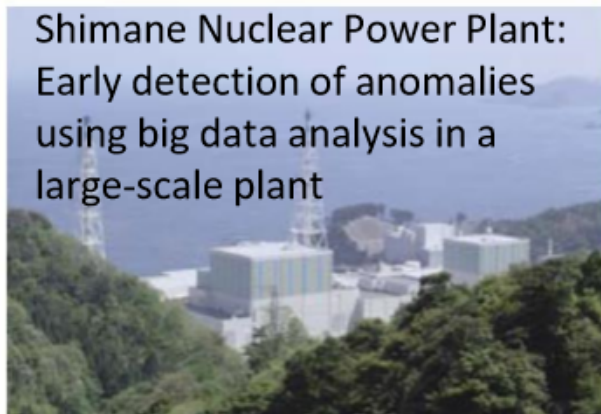 Shimane Nuclear Power Plant:
Early detection of anomalies
using big data analysis in a
large-scale plant